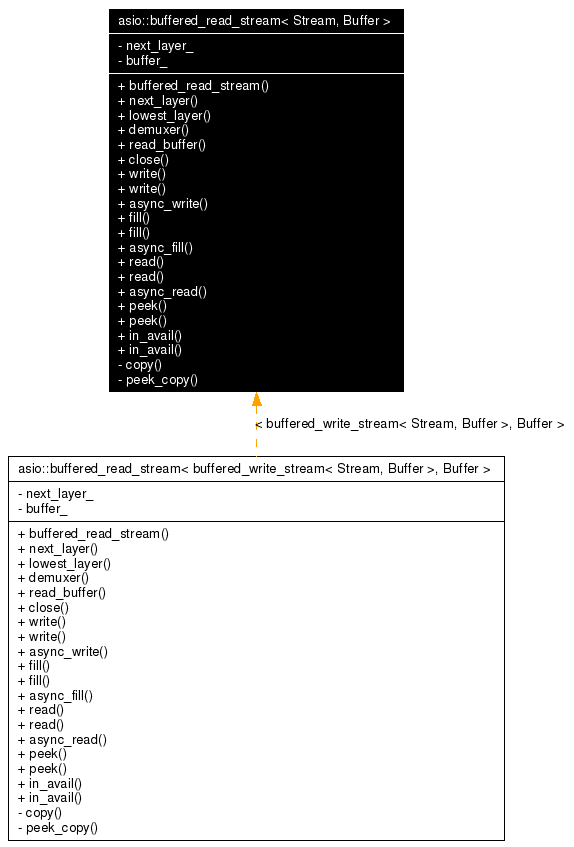 asio::buffered_read_stream< Stream, Buffer >
- next_layer_
- buffer_
+ buffered_read_stream()
+ next_layer()
+ lowest_layer()
+ demuxer()
+ read_buffer()
+ close()
+ write()
+ write()
+ async_write()
+ fill()
+ fill()
+ async_fill()
+ read()
+ read()
+ async_read()
+ peek()
+ peek()
+ in_avail()
+ in_avail()
- copy()
- peek_copy()
< buffered_write_stream< Stream, Buffer >, Buffer >
asio::buffered_read_stream< buffered_write_stream< Stream, Buffer >, Buffer >
- next_layer_
- buffer_
+ buffered_read_stream()
+ next_layer()
+ lowest_layer()
+ demuxer()
+ read_buffer()
+ close()
+ write()
+ write()
+ async_write()
+ fill()
+ fill()
+ async_fill()
+ read()
+ read()
+ async_read()
+ peek()
+ peek()
+ in_avail()
+ in_avail()
- copy()
- peek_copy()